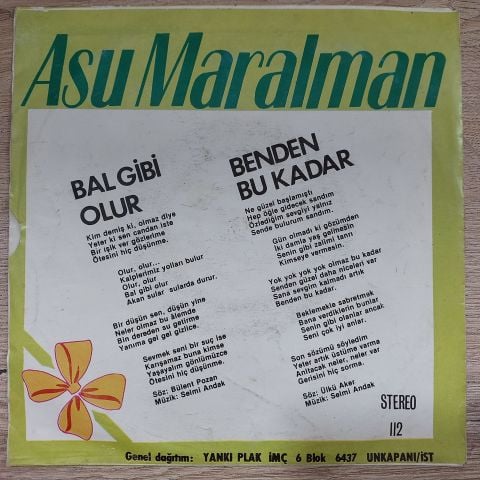 Asu Maralman
BAL GİBİ
OLUR
Kim demiş ki, olmaz diye
Yeter ki sen candan iste
Bir ışık ver gözlerime
Ötesini hiç düşünme.
Olur, olur...
Kalplerimiz yolları bulur
Olur, olur
Bal gibi olur
Akan sular sularda durur.
Bir düşün sen, düşün yine
Neler olmaz bu âlemde
Bin dereden su getirme
Yanıma gel gel gizlice.
Sevmek seni bir suç ise
Karışamaz buna kimse
Yaşayalım gönlümüzce
Ötesini hiç düşünme.
Söz: Bülent Pozan
Müzik: Selmi Andak
BENDEN
BU KADAR
Ne güzel başlamıştı
Hep öğle gidecek sandım
Özlediğim sevgiyi yalnız
Sende bulurum sandım.
Gün olmadı ki gözümden
İki damla yaş gelmesin
Senin gibi zalimi tanrı
Kimseye vermesin.
Yok yok yok yok olmaz bu kadar
Senden güzel daha niceleri var
Sana sevgim kalmadı artık
Benden bu kadar.
Beklemekle sabretmek
Bana verdiklerin bunlar
Senin gibi olanlar ancak
Seni çok iyi anlar.
Son sözümü söyledim
Yeter artık üstüme varma
Anıtacak neler, neler var
Gerisini hiç sorma.
Söz: Ülkü Aker
Müzik: Selmi Andak
STEREO
112
Genel dağıtım: YANKI PLAK İMÇ 6 Blok 6437 UNKAPANI/İST